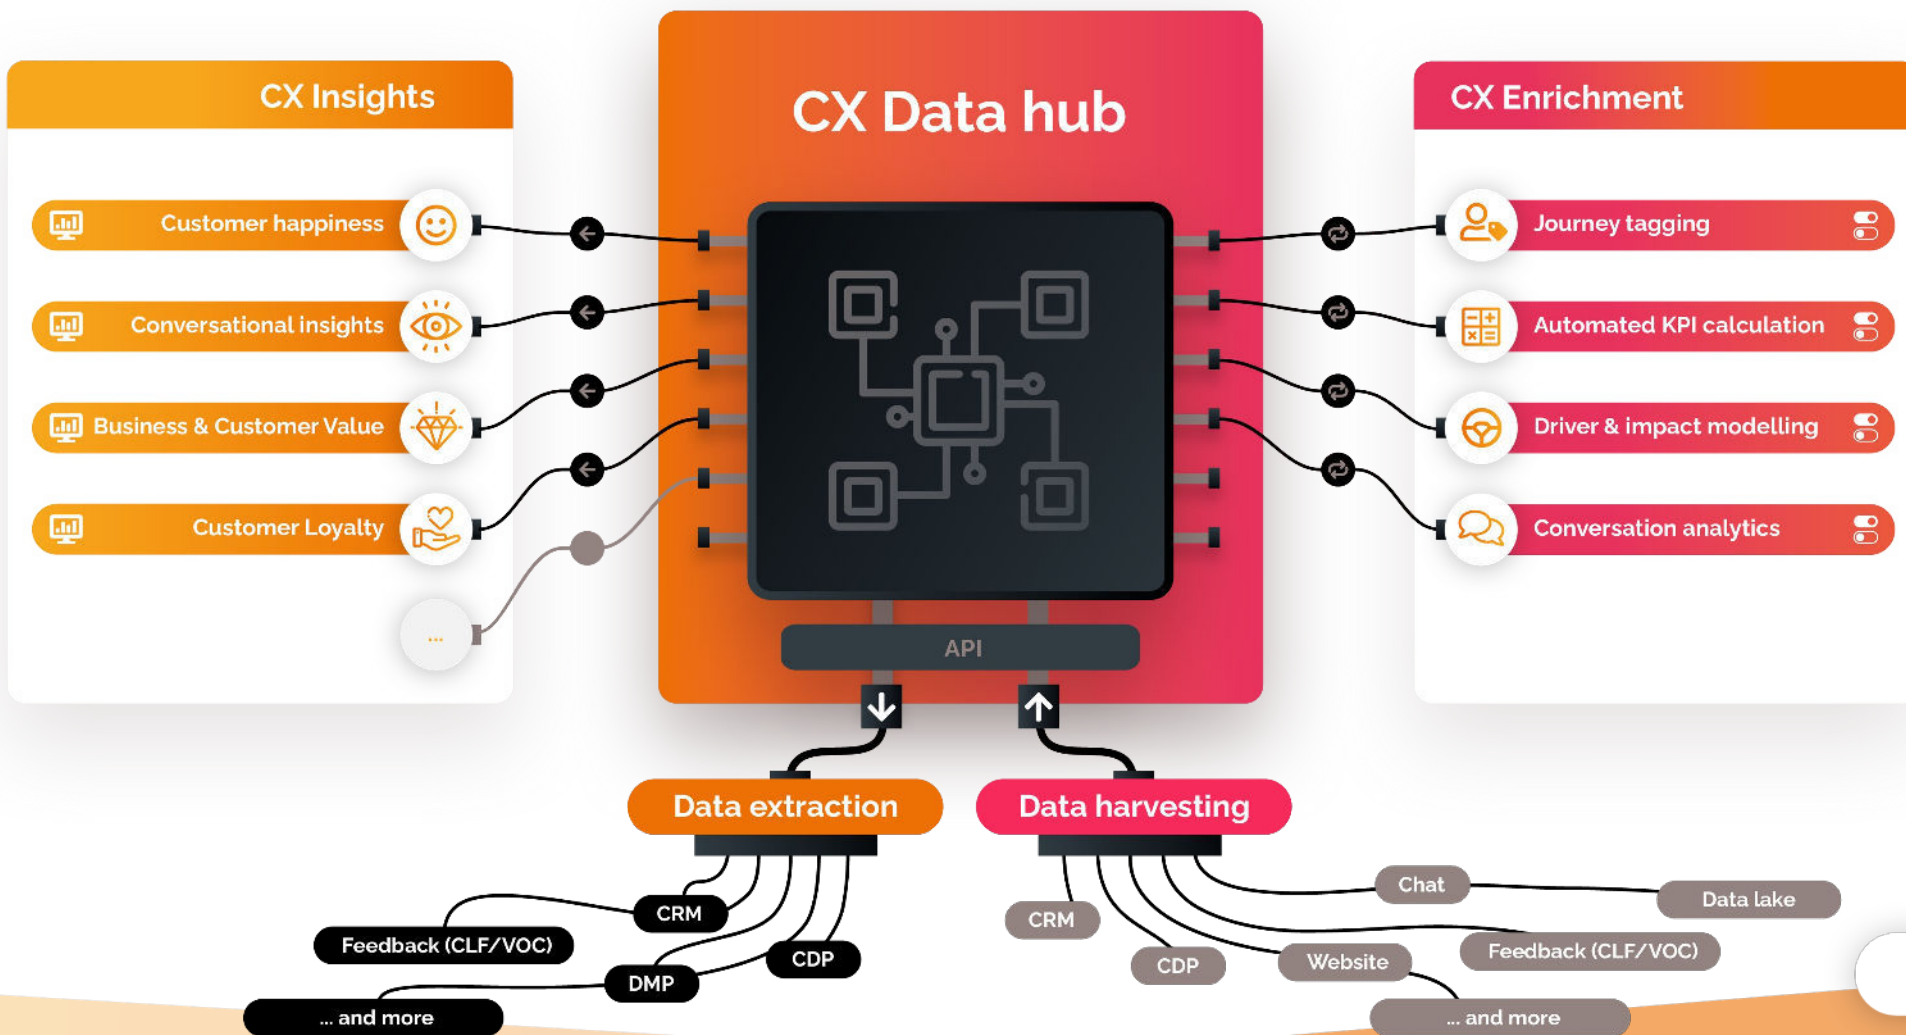 CX Insights
Customer happiness
Conversational insights
Business & Customer Value
Customer Loyalty
...
CX Data hub
API
CX Enrichment
Journey tagging
Automated KPI calculation
Driver & impact modelling
Conversation analytics
Data extraction
CRM
Feedback (CLF/VOC)
CDP
DMP
... and more
Data harvesting
Chat
Data lake
CRM
Feedback (CLF/VOC)
Website
CDP
... and more